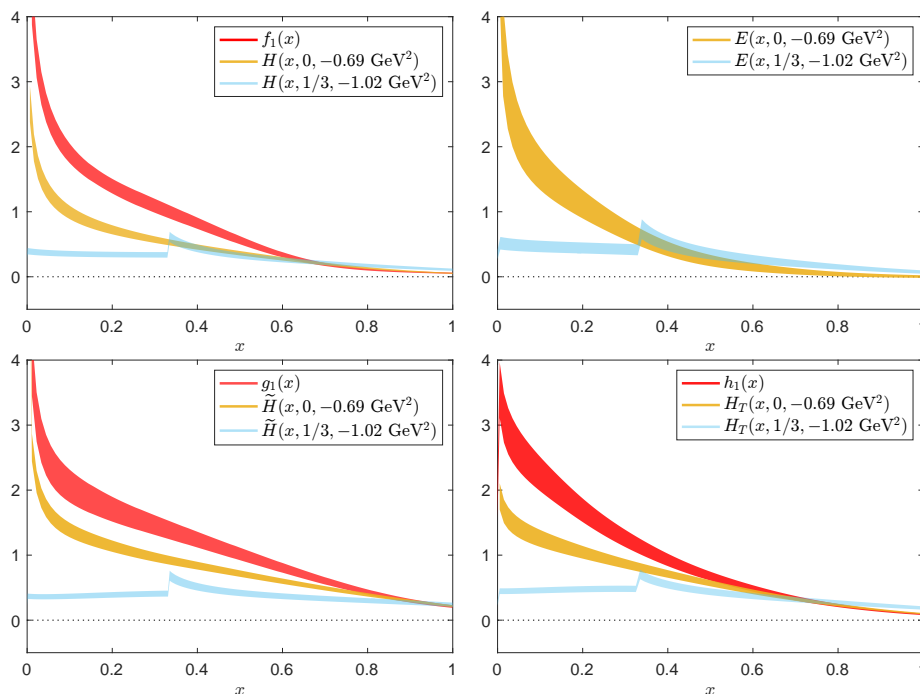 4
3
2
1
0
0
0.2
0.4
0.6
0.8
1
x
f₁(x)
H(x, 0, −0.69 GeV²)
H(x, 1/3, −1.02 GeV²)
4
3
2
1
0
0
0.2
0.4
0.6
0.8
x
E(x, 0, −0.69 GeV²)
E(x, 1/3, −1.02 GeV²)
4
3
2
1
0
0
0.2
0.4
0.6
0.8
1
x
g₁(x)
H̃(x, 0, −0.69 GeV²)
H̃(x, 1/3, −1.02 GeV²)
4
3
2
1
0
0
0.2
0.4
0.6
0.8
x
h₁(x)
H_T(x, 0, −0.69 GeV²)
H_T(x, 1/3, −1.02 GeV²)